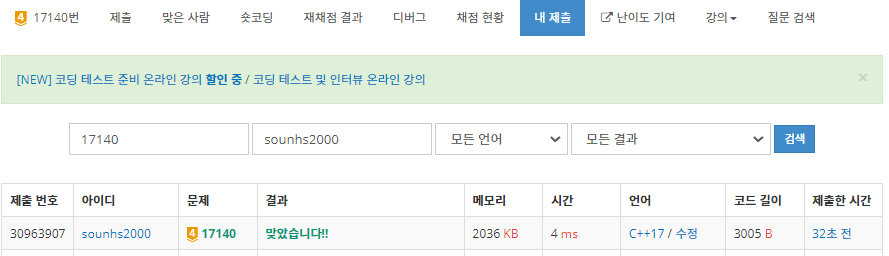 4 17140번 제출 맞은 사람 숏코딩 재채점 결과 디버그 채점 현황 내 제출 난이도 기여 강의 질문 검색
[NEW] 코딩 테스트 준비 온라인 강의 할인 중 / 코딩 테스트 및 인터뷰 온라인 강의 ×
17140 sounhs2000 모든 언어 모든 결과 검색
제출 번호 아이디 문제 결과 메모리 시간 언어 코드 길이 제출한 시간
30963907 sounhs2000 4 17140 맞았습니다!! 2036 KB 4 ms C++17 / 수정 3005 B 32초 전